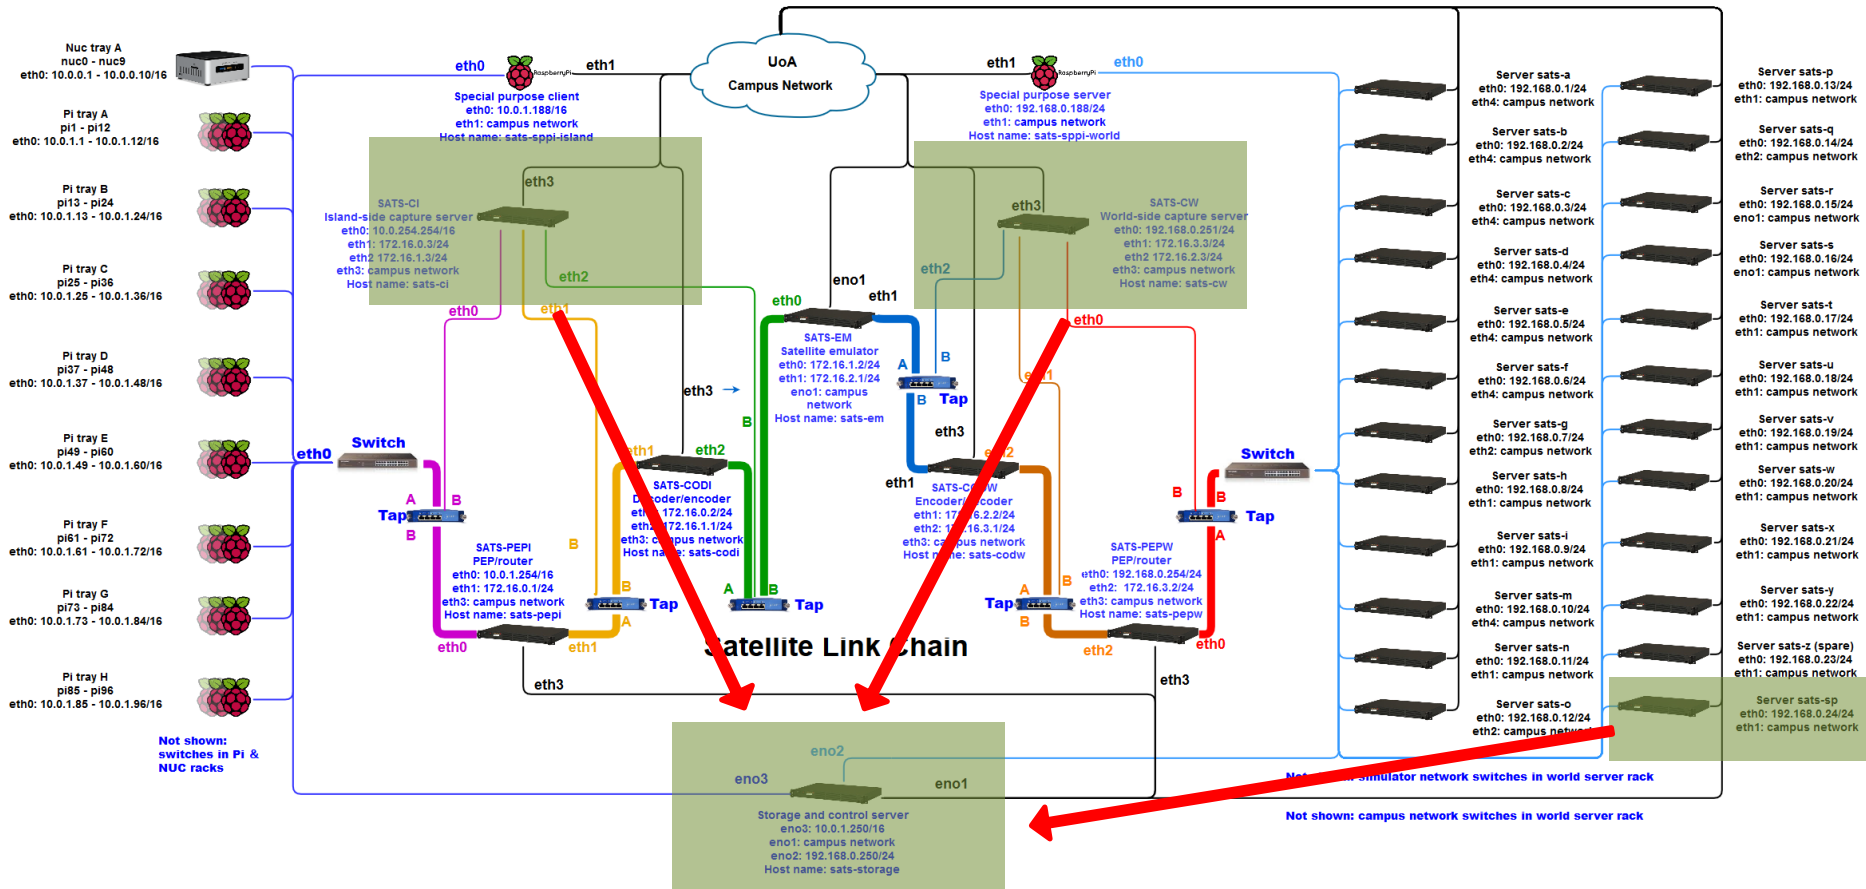 Nuc tray A
nuc0 - nuc9
eth0: 10.0.0.1 - 10.0.0.10/16
Pi tray A
pi1 - pi12
eth0: 10.0.1.1 - 10.0.1.12/16
Pi tray B
pi13 - pi24
eth0: 10.0.1.13 - 10.0.1.24/16
Pi tray C
pi25 - pi36
eth0: 10.0.1.25 - 10.0.1.36/16
Pi tray D
pi37 - pi48
eth0: 10.0.1.37 - 10.0.1.48/16
Pi tray E
pi49 - pi60
eth0: 10.0.1.49 - 10.0.1.60/16
Pi tray F
pi61 - pi72
eth0: 10.0.1.61 - 10.0.1.72/16
Pi tray G
pi73 - pi84
eth0: 10.0.1.73 - 10.0.1.84/16
Pi tray H
pi85 - pi96
eth0: 10.0.1.85 - 10.0.1.96/16
Not shown:
switches in Pi &
NUC racks
eth0
Switch
A
B
Tap
B
eth0
eth0
RaspberryPi
eth1
Special purpose client
eth0: 10.0.1.188/16
eth1: campus network
Host name: sats-sppi-island
UoA
Campus Network
eth1
RaspberryPi
eth0
Special purpose server
eth0: 192.168.0.188/24
eth1: campus network
Host name: sats-sppi-world
eth3
SATS-CI
Island-side capture server
eth0: 10.0.254.254/16
eth1: 172.16.0.3/24
eth2 172.16.1.3/24
eth3: campus network
Host name: sats-ci
eth2
eth0
eth1
eth3
SATS-CW
World-side capture server
eth0: 192.168.0.251/24
eth1: 172.16.3.3/24
eth2 172.16.2.3/24
eth3: campus network
Host name: sats-cw
eth2
eth0
eth1
eno1
eth0
eth1
SATS-EM
Satellite emulator
eth0: 172.16.1.2/24
eth1: 172.16.2.1/24
eno1: campus
network
Host name: sats-em
A
B
B
Tap
eth3
B
eth1
eth2
SATS-CODI
Decoder/encoder
172.16.0.2/24
172.16.1.1/24
eth3: campus network
Host name: sats-codi
SATS-PEPI
PEP/router
eth0: 10.0.1.254/16
eth1: 172.16.0.1/24
eth3: campus network
Host name: sats-pepi
B
B
Tap
A
eth1
A
B
Tap
eth3
eth3
eth1
SATS-CODW
Encoder/decoder
eth1: 172.16.2.2/24
eth2: 172.16.3.1/24
eth3: campus network
Host name: sats-codw
SATS-PEPW
PEP/router
eth0: 192.168.0.254/24
eth2: 172.16.3.2/24
eth3: campus network
Host name: sats-pepw
A
B
Tap
B
eth2
eth0
eth3
Switch
B
B
Tap
A
Satellite Link Chain
eno2
eno3
eno1
Storage and control server
eno3: 10.0.1.250/16
eno1: campus network
eno2: 192.168.0.250/24
Host name: sats-storage
Server sats-a
eth0: 192.168.0.1/24
eth4: campus network
Server sats-b
eth0: 192.168.0.2/24
eth4: campus network
Server sats-c
eth0: 192.168.0.3/24
eth4: campus network
Server sats-d
eth0: 192.168.0.4/24
eth4: campus network
Server sats-e
eth0: 192.168.0.5/24
eth4: campus network
Server sats-f
eth0: 192.168.0.6/24
eth4: campus network
Server sats-g
eth0: 192.168.0.7/24
eth2: campus network
Server sats-h
eth0: 192.168.0.8/24
eth1: campus network
Server sats-i
eth0: 192.168.0.9/24
eth1: campus network
Server sats-m
eth0: 192.168.0.10/24
eth4: campus network
Server sats-n
eth0: 192.168.0.11/24
eth1: campus network
Server sats-o
eth0: 192.168.0.12/24
eth2: campus network
Server sats-p
eth0: 192.168.0.13/24
eth1: campus network
Server sats-q
eth0: 192.168.0.14/24
eth2: campus network
Server sats-r
eth0: 192.168.0.15/24
eno1: campus network
Server sats-s
eth0: 192.168.0.16/24
eno1: campus network
Server sats-t
eth0: 192.168.0.17/24
eth1: campus network
Server sats-u
eth0: 192.168.0.18/24
eth1: campus network
Server sats-v
eth0: 192.168.0.19/24
eth1: campus network
Server sats-w
eth0: 192.168.0.20/24
eth1: campus network
Server sats-x
eth0: 192.168.0.21/24
eth1: campus network
Server sats-y
eth0: 192.168.0.22/24
eth1: campus network
Server sats-z (spare)
eth0: 192.168.0.23/24
eth1: campus network
Server sats-sp
eth0: 192.168.0.24/24
eth1: campus network
simulator network switches in world server rack
Not shown: campus network switches in world server rack